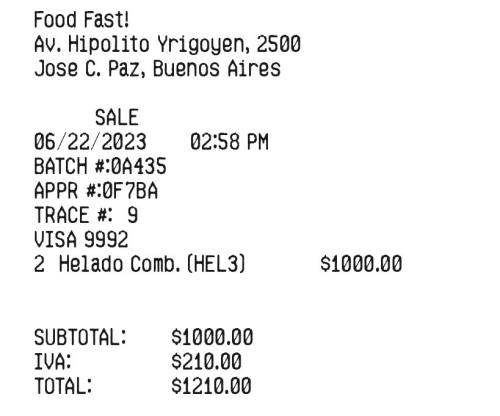 Food Fast!
Av. Hipolito Yrigoyen, 2500
Jose C. Paz, Buenos Aires
SALE
06/22/2023 02:58 PM
BATCH #:0A435
APPR #:0F7BA
TRACE #: 9
VISA 9992
2 Helado Comb. (HEL3) $1000.00
SUBTOTAL: $1000.00
IVA: $210.00
TOTAL: $1210.00